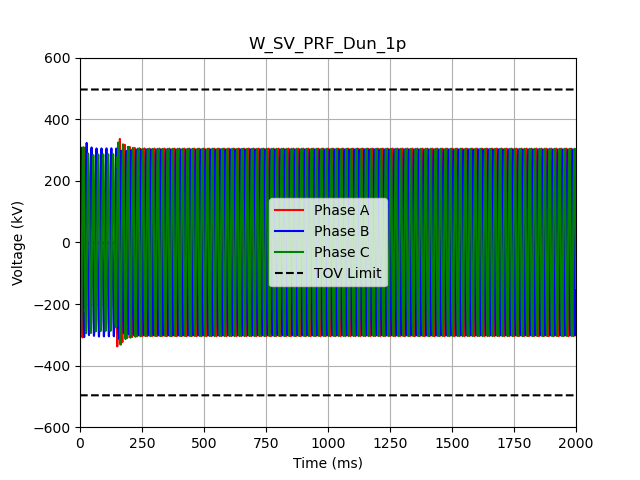 W_SV_PRF_Dun_1p
600
400
200
0
−200
−400
−600
Voltage (kV)
Phase A
Phase B
Phase C
TOV Limit
0 250 500 750 1000 1250 1500 1750 2000
Time (ms)